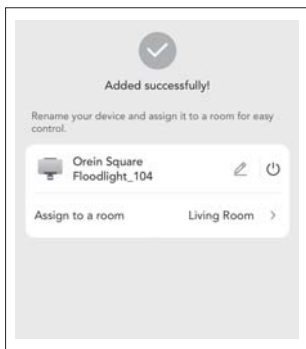 Added successfully!
Rename your device and assign it to a room for easy
control.
Orein Square
Floodlight_104
Assign to a room Living Room >